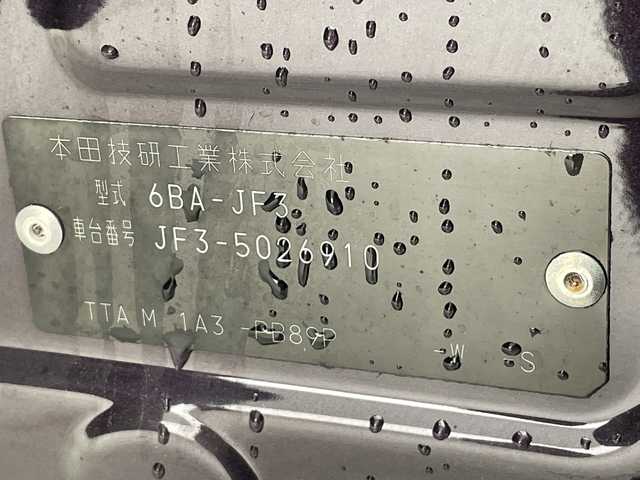 本田技研工業株式会社
型式 6BA-JF3
車台番号 JF3-5026910
TTA M 1A3 -PB89P
-W -S